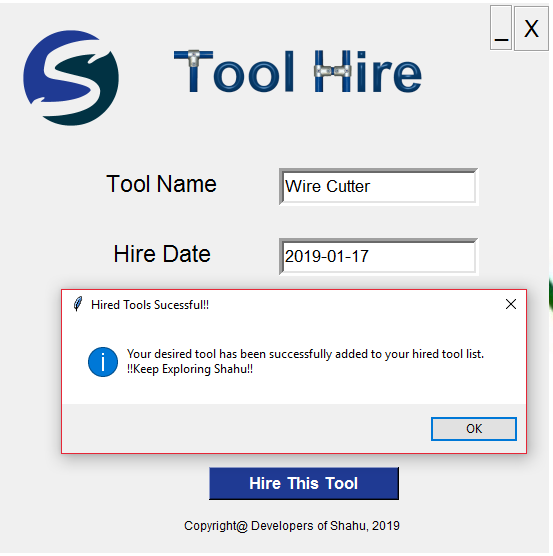 _ X
Tool Hire
Tool Name
Wire Cutter
Hire Date
2019-01-17
Hired Tools Sucessful!!
Your desired tool has been successfully added to your hired tool list.
!!Keep Exploring Shahu!!
OK
Hire This Tool
Copyright@ Developers of Shahu, 2019